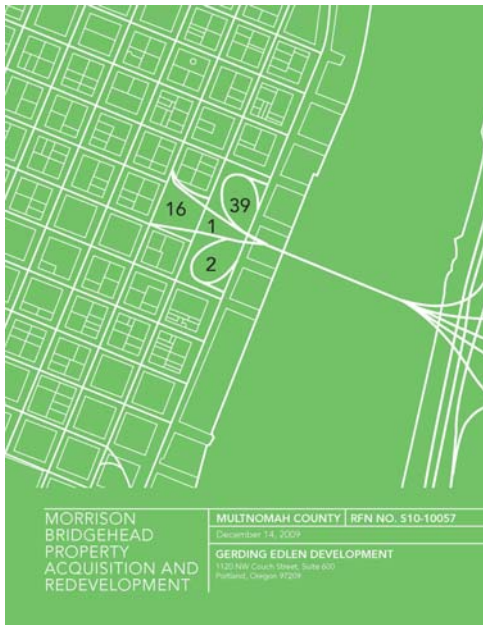 39
16
1
2
MORRISON
BRIDGEHEAD
PROPERTY
ACQUISITION AND
REDEVELOPMENT
MULTNOMAH COUNTY RFN NO. S10-10057
December 14, 2009
GERDING EDLEN DEVELOPMENT
1120 NW Couch Street, Suite 600
Portland, Oregon 97209